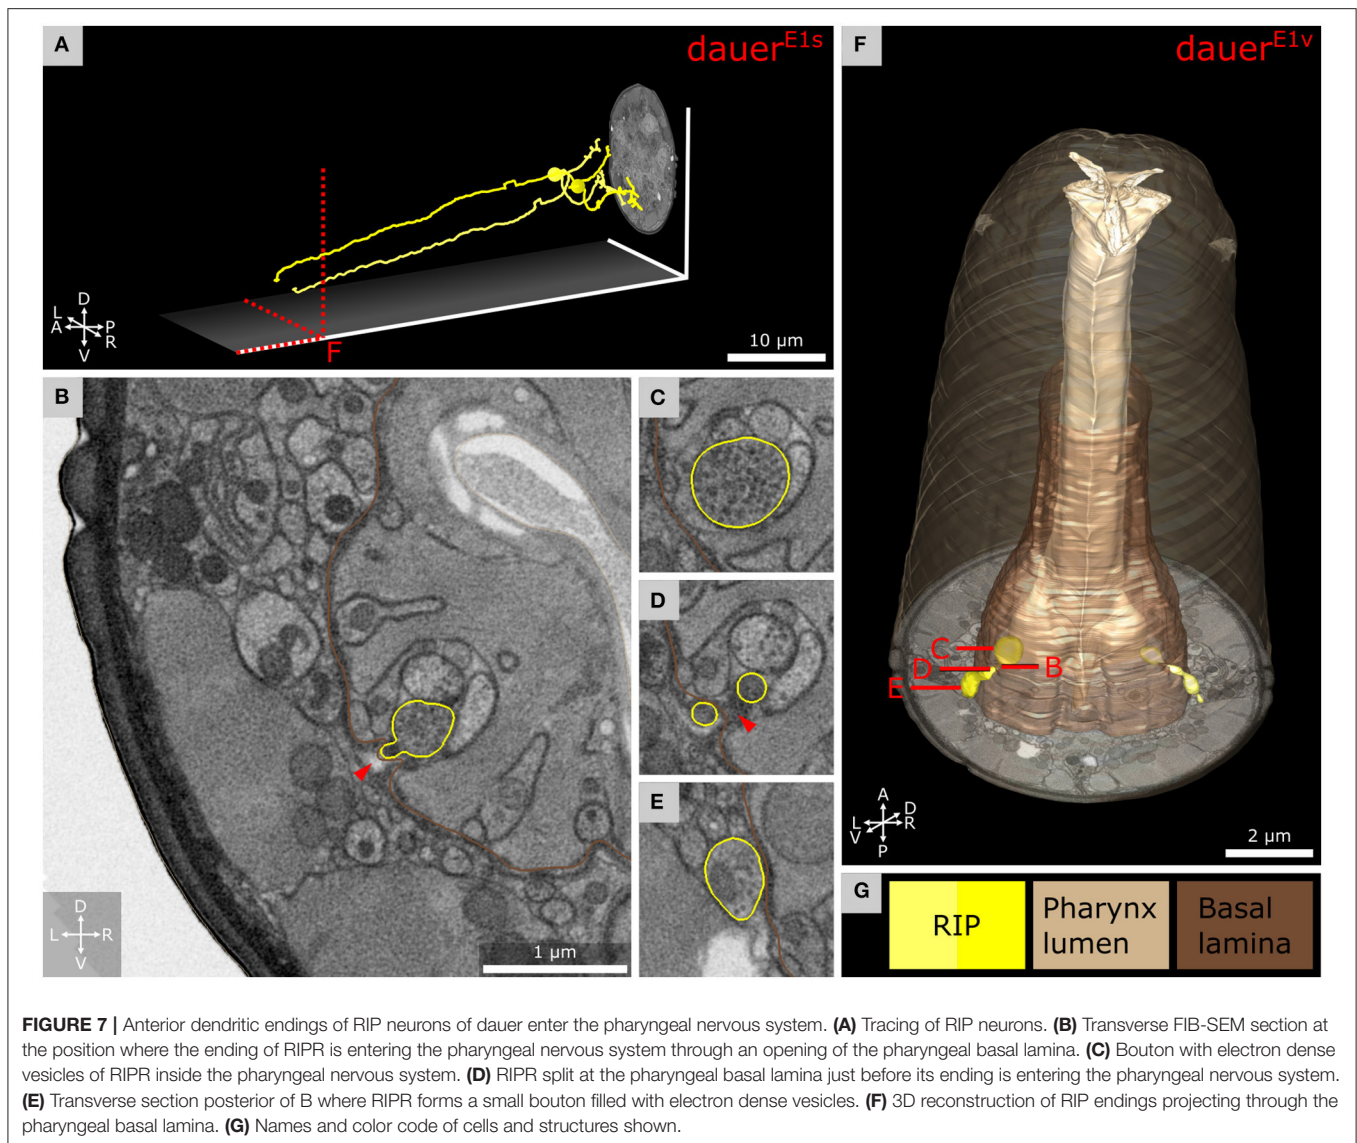 A
dauerE1s
D
L
A
P
R
V
F
10 µm
B
D
L
R
V
1 µm
C
D
E
F
dauerE1v
C
D
B
E
A
D
L
R
V
P
2 µm
G
RIP
Pharynx
lumen
Basal
lamina
FIGURE 7 | Anterior dendritic endings of RIP neurons of dauer enter the pharyngeal nervous system. (A) Tracing of RIP neurons. (B) Transverse FIB-SEM section at
the position where the ending of RIPR is entering the pharyngeal nervous system through an opening of the pharyngeal basal lamina. (C) Bouton with electron dense
vesicles of RIPR inside the pharyngeal nervous system. (D) RIPR split at the pharyngeal basal lamina just before its ending is entering the pharyngeal nervous system.
(E) Transverse section posterior of B where RIPR forms a small bouton filled with electron dense vesicles. (F) 3D reconstruction of RIP endings projecting through the
pharyngeal basal lamina. (G) Names and color code of cells and structures shown.